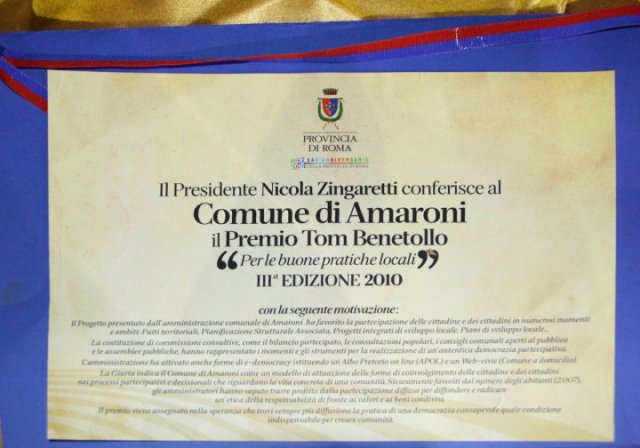 PROVINCIA
DI ROMA
140° ANNIVERSARIO
DELLA PROVINCIA DI ROMA
Il Presidente Nicola Zingaretti conferisce al
Comune di Amaroni
il Premio Tom Benetollo
“Per le buone pratiche locali”
IIIª EDIZIONE 2010
con la seguente motivazione:
Il Progetto presentato dall'amministrazione comunale di Amaroni ha favorito la partecipazione delle cittadine e dei cittadini in numerosi momenti
e ambiti: Patti territoriali, Pianificazione Strutturale Associata, Progetti integrati di sviluppo locale, Piani di sviluppo locale...
La costituzione di commissioni consultive, come il bilancio partecipato, le consultazioni popolari, i consigli comunali aperti al pubblico
e le assemblee pubbliche, hanno rappresentato i momenti e gli strumenti per la realizzazione di un'autentica democrazia partecipativa.
L'amministrazione ha attivato anche forme di e-democracy istituendo un Albo Pretorio on line (APOL) e un Web-civic (Comune a domicilio).
La Giuria indica il Comune di Amaroni come un modello di attuazione delle forme di coinvolgimento delle cittadine e dei cittadini
nei processi partecipativi e decisionali che riguardano la vita concreta di una comunità. Sicuramente favoriti dal numero degli abitanti (2007),
gli amministratori hanno saputo trarre profitto dalla partecipazione diffusa per diffondere e radicare
un'etica della responsabilità di fronte ai valori e ai beni condivisi.
Il premio viene assegnato nella speranza che trovi sempre più diffusione la pratica di una democrazia consapevole quale condizione
indispensabile per creare comunità.